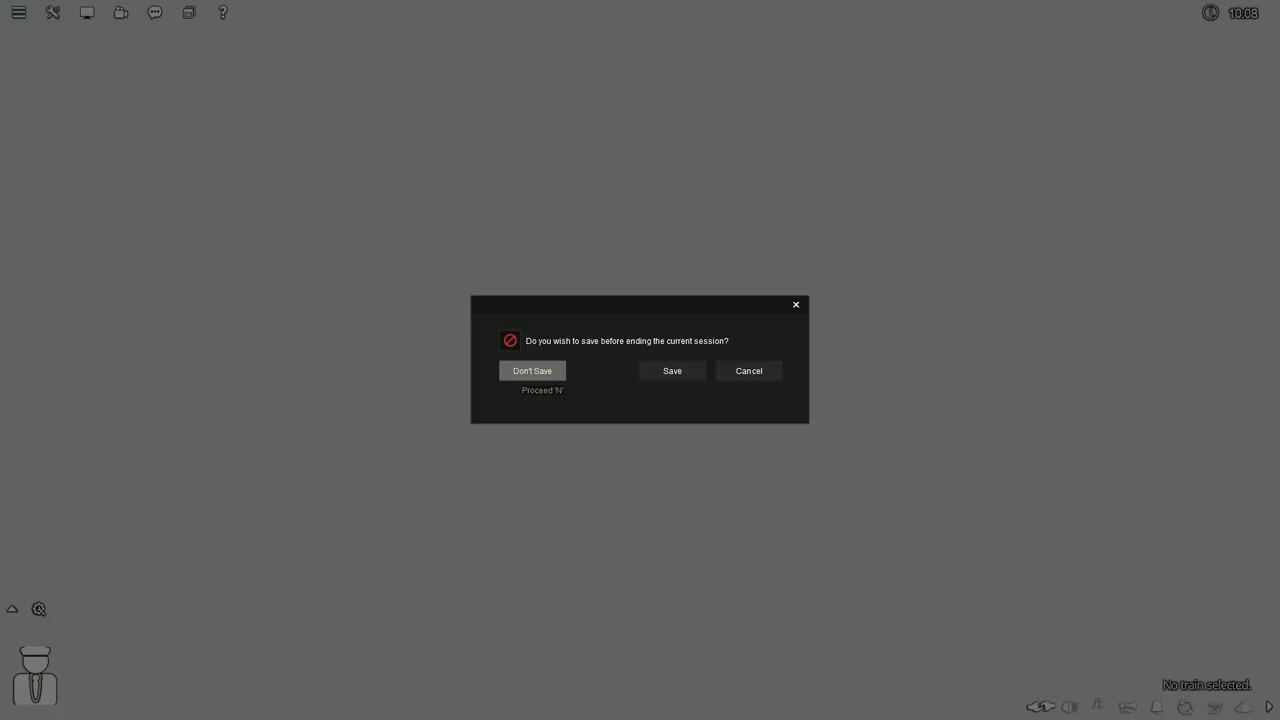 10:08
Do you wish to save before ending the current session?
Don't Save
Save
Cancel
Proceed 'N'
No train selected.